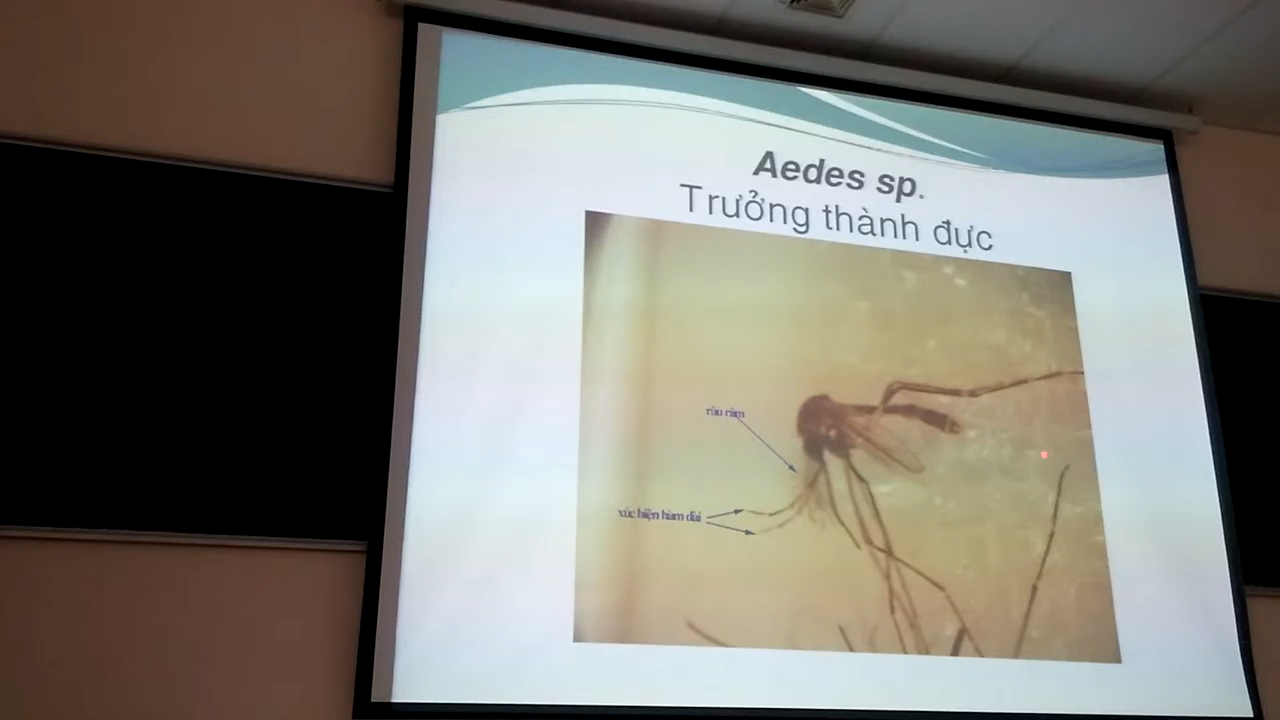 Aedes sp.
Trưởng thành đực
râu rậm
xúc biện hàm dài